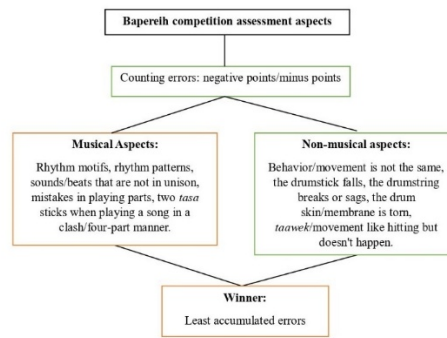 Bapereih competition assessment aspects
Counting errors: negative points/minus points
Musical Aspects:
Rhythm motifs, rhythm patterns,
sounds/beats that are not in unison,
mistakes in playing parts, two tasa
sticks when playing a song in a
clash/four-part manner.
Non-musical aspects:
Behavior/movement is not the same,
the drumstick falls, the drumstring
breaks or sags, the drum
skin/membrane is torn,
taawek/movement like hitting but
doesn't happen.
Winner:
Least accumulated errors